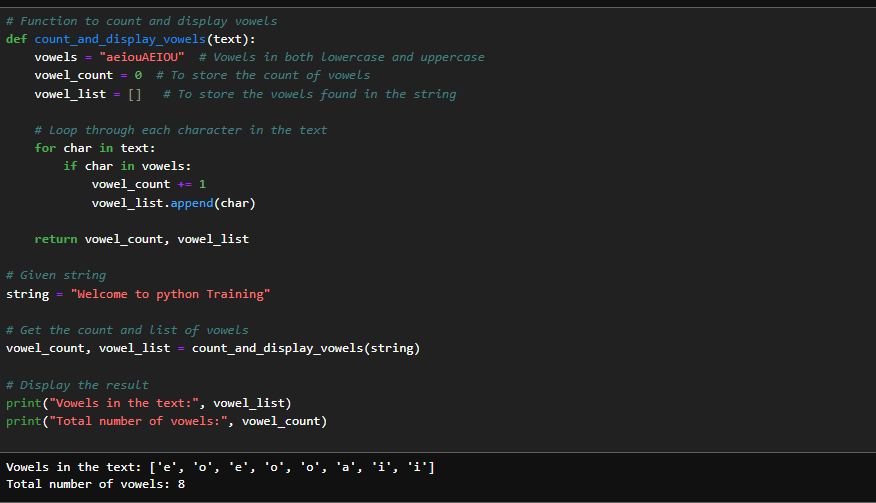 # Function to count and display vowels
def count_and_display_vowels(text):
    vowels = "aeiouAEIOU"  # Vowels in both lowercase and uppercase
    vowel_count = 0  # To store the count of vowels
    vowel_list = []   # To store the vowels found in the string
    # Loop through each character in the text
    for char in text:
        if char in vowels:
            vowel_count += 1
            vowel_list.append(char)
    return vowel_count, vowel_list
# Given string
string = "Welcome to python Training"
# Get the count and list of vowels
vowel_count, vowel_list = count_and_display_vowels(string)
# Display the result
print("Vowels in the text:", vowel_list)
print("Total number of vowels:", vowel_count)
Vowels in the text: ['e', 'o', 'e', 'o', 'o', 'a', 'i', 'i']
Total number of vowels: 8